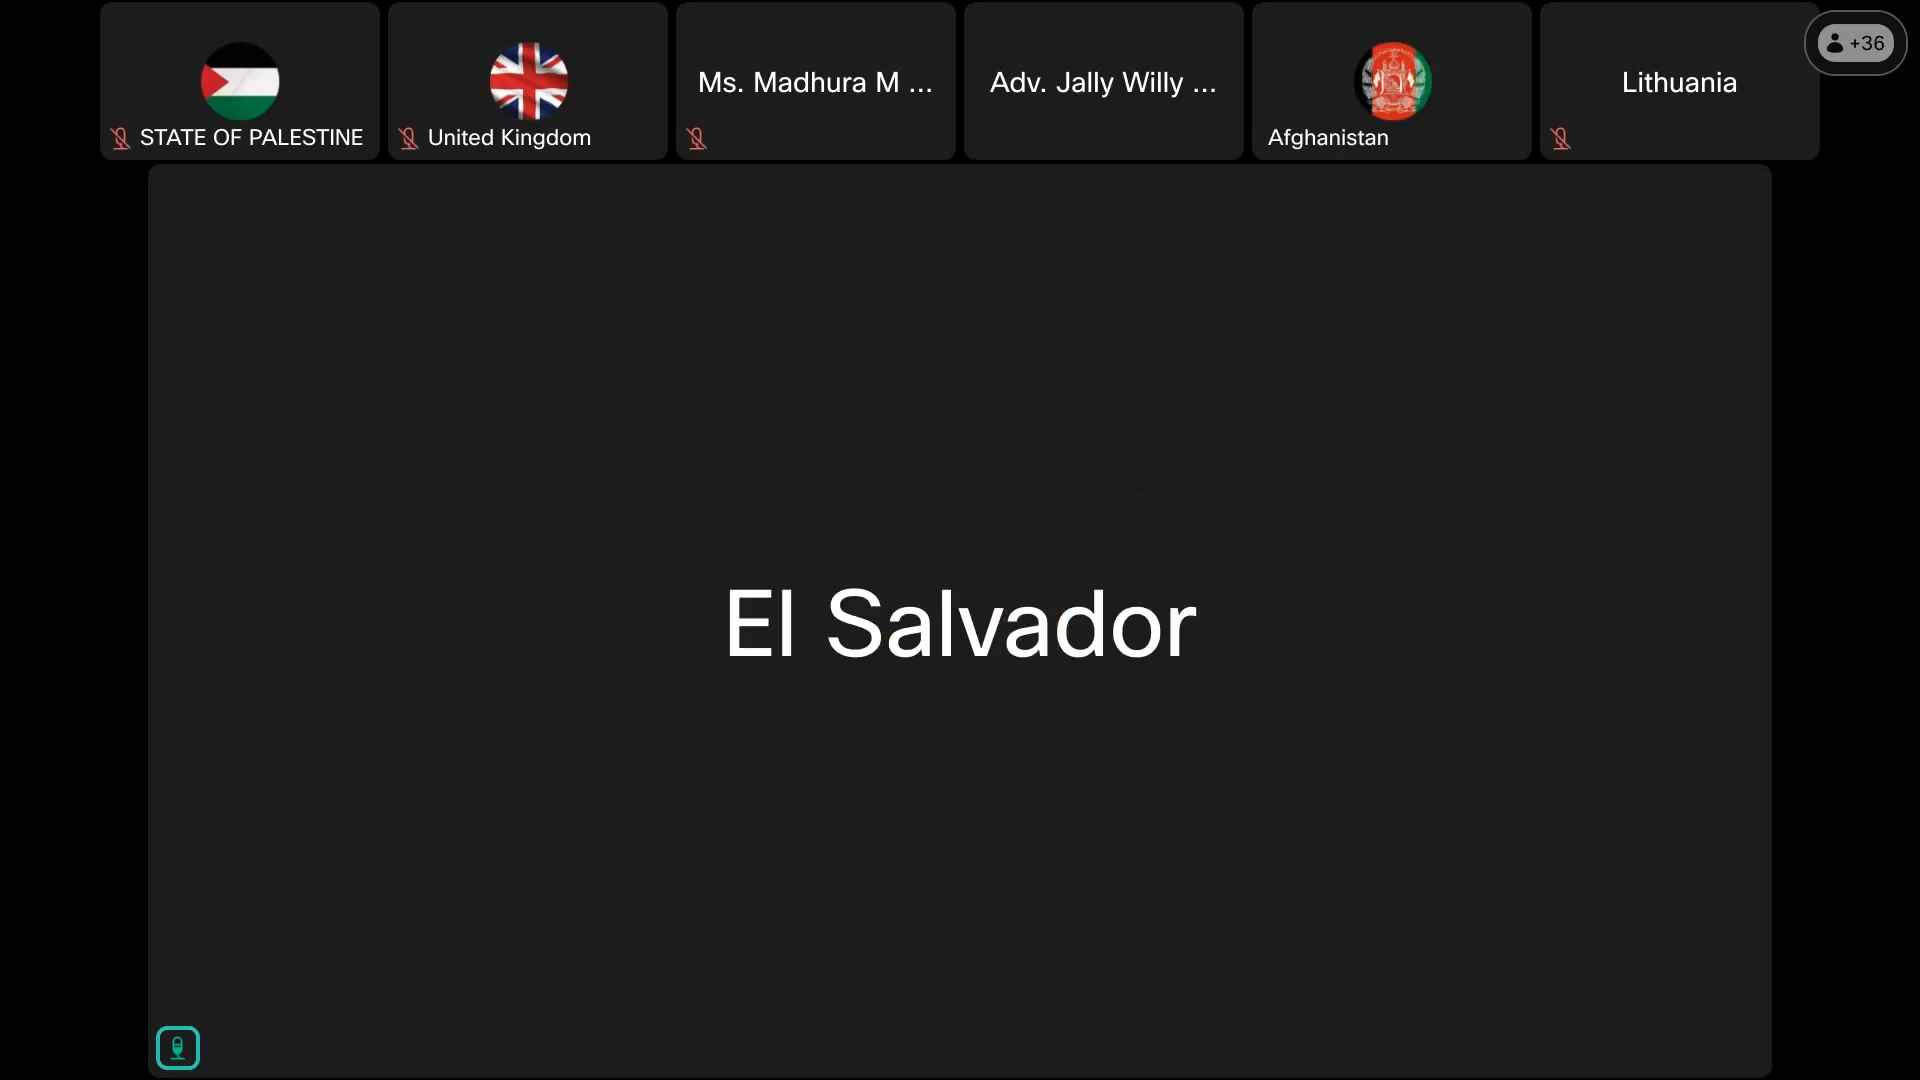 STATE OF PALESTINE
United Kingdom
Ms. Madhura M ...
Adv. Jally Willy ...
Afghanistan
Lithuania
+36
El Salvador